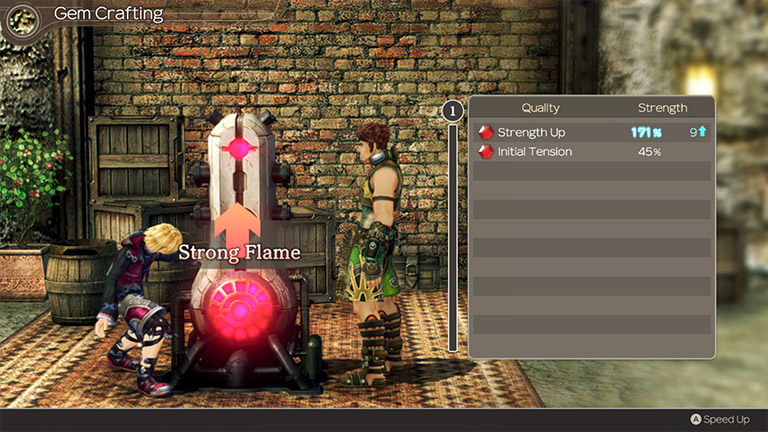 Gem Crafting
1
Quality Strength
Strength Up 171% 9
Initial Tension 45%
Strong Flame
A Speed Up